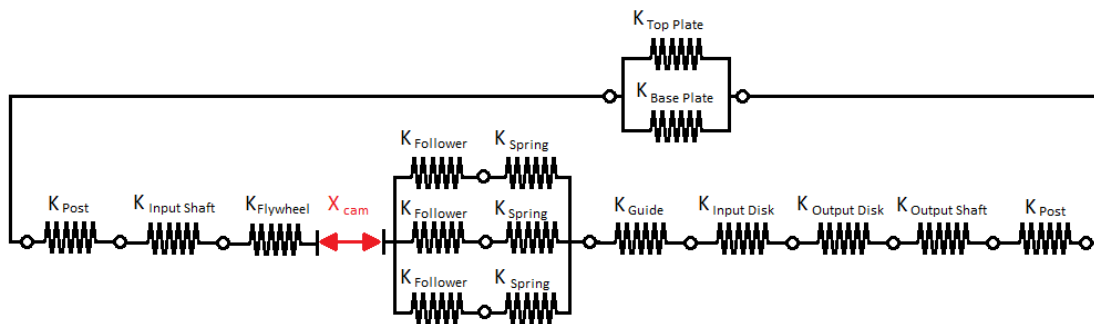 K Top Plate
K Base Plate
K Follower K Spring
K Post K Input Shaft K Flywheel X cam K Follower K Spring K Guide K Input Disk K Output Disk K Output Shaft K Post
K Follower K Spring